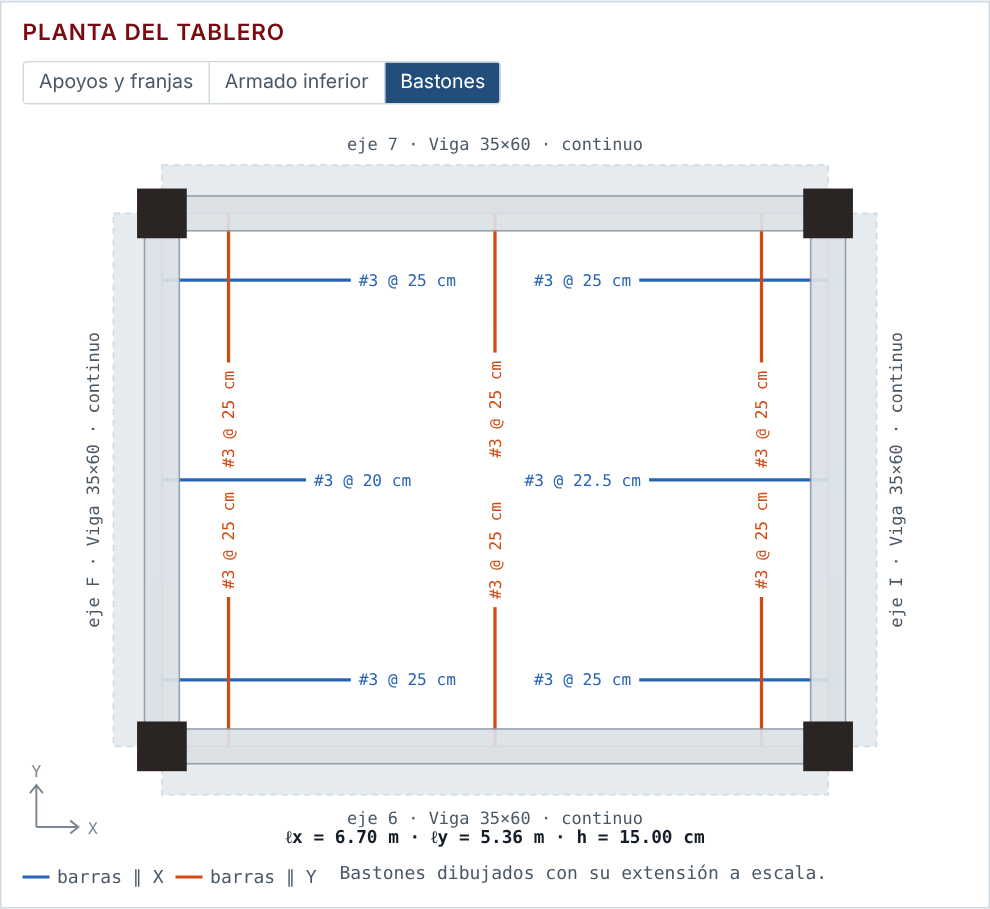 PLANTA DEL TABLERO
Apoyos y franjas
Armado inferior
Bastones
eje 7 · Viga 35×60 · continuo
#3 @ 25 cm
#3 @ 25 cm
#3 @ 25 cm
#3 @ 25 cm
#3 @ 25 cm
eje F · Viga 35×60 · continuo
eje I · Viga 35×60 · continuo
#3 @ 20 cm
#3 @ 22.5 cm
#3 @ 25 cm
#3 @ 25 cm
#3 @ 25 cm
#3 @ 25 cm
#3 @ 25 cm
Y
X
eje 6 · Viga 35×60 · continuo
ℓx = 6.70 m · ℓy = 5.36 m · h = 15.00 cm
barras ∥ X
barras ∥ Y
Bastones dibujados con su extensión a escala.